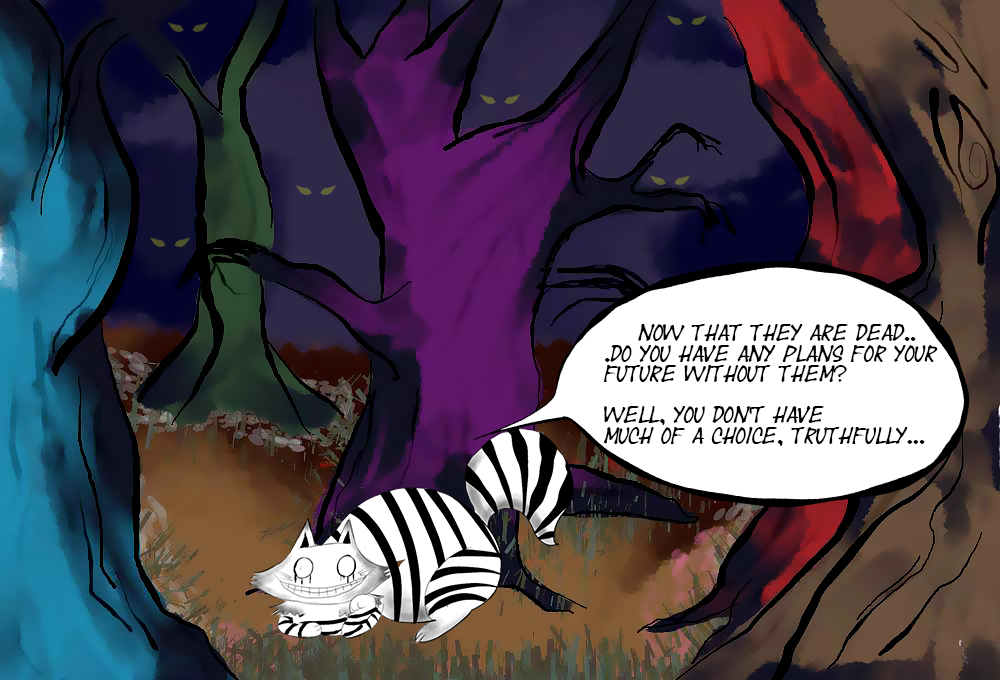 NOW THAT THEY ARE DEAD..
.DO YOU HAVE ANY PLANS FOR YOUR
FUTURE WITHOUT THEM?
WELL, YOU DON'T HAVE
MUCH OF A CHOICE, TRUTHFULLY...